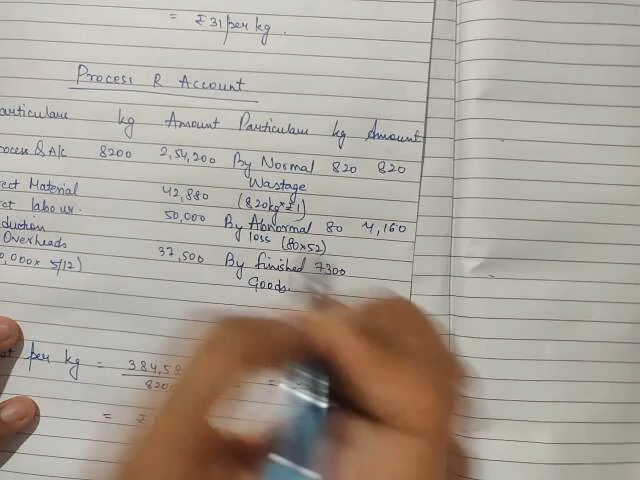 = ₹31 per kg.
Process R Account
articulars kg Amount Particulars kg Amount
rocess Q A/c 8200 2,54,200 By Normal 820 820
Wastage
rect Material 42,880 (820kg×₹1)
ect labour. 50,000 By Abnormal 80 4,160
duction loss (80×52)
Overheads 37,500 By finished 7300
0,000× 5/12) Goods.
per kg = 384,58
820
= ₹